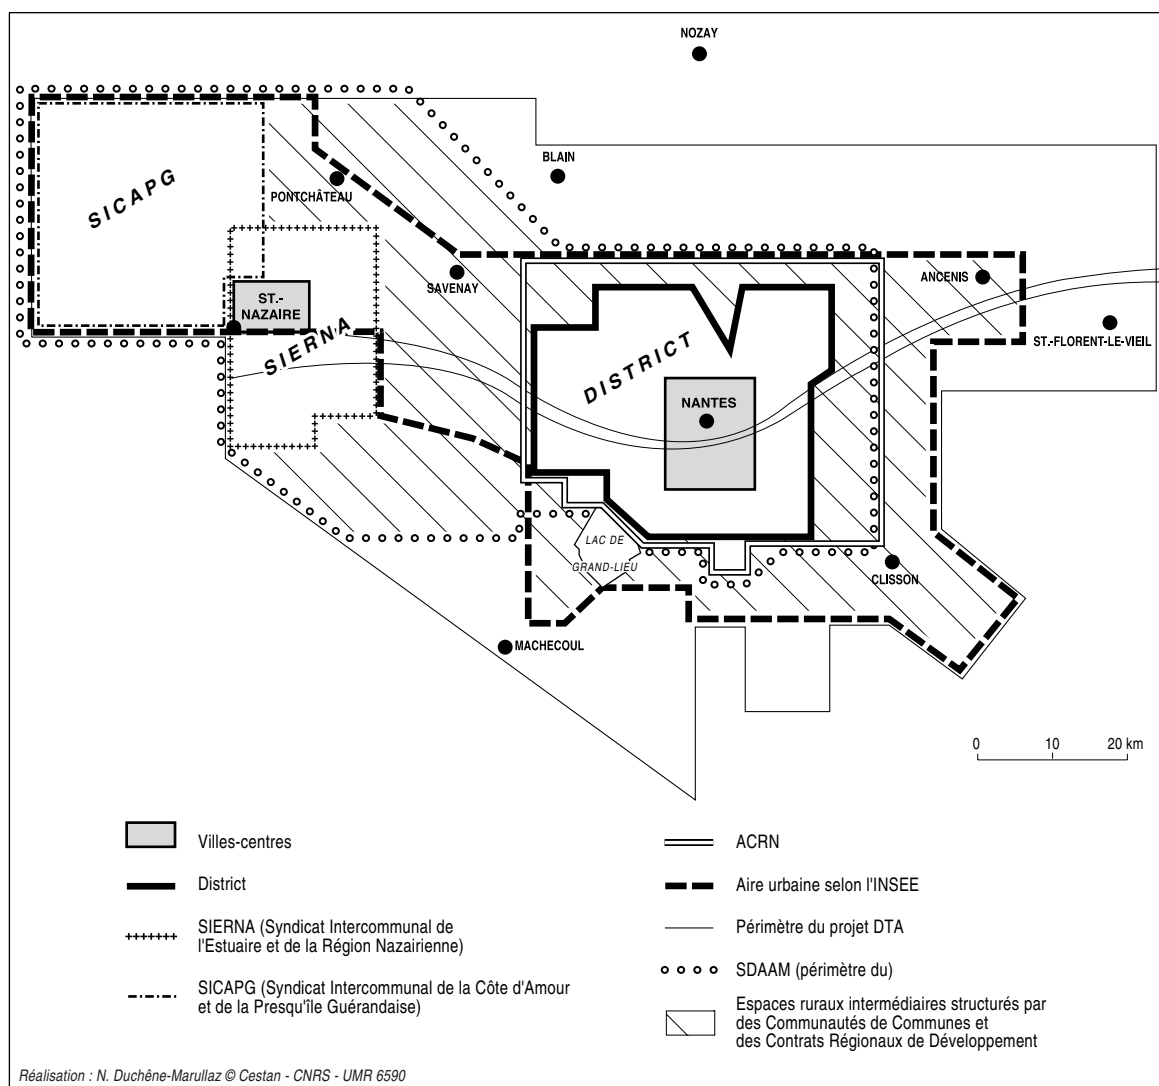 NOZAY
BLAIN
PONTCHÂTEAU
SICAPG
SAVENAY
ANCENIS
ST.-
NAZAIRE
SIERNA
ST.-FLORENT-LE-VIEIL
DISTRICT
NANTES
LAC DE
GRAND-LIEU
CLISSON
MACHECOUL
0 10 20 km
Villes-centres
District
SIERNA (Syndicat Intercommunal de
l'Estuaire et de la Région Nazairienne)
SICAPG (Syndicat Intercommunal de la Côte d'Amour
et de la Presqu'île Guérandaise)
ACRN
Aire urbaine selon l'INSEE
Périmètre du projet DTA
SDAAM (périmètre du)
Espaces ruraux intermédiaires structurés par
des Communautés de Communes et
des Contrats Régionaux de Développement
Réalisation : N. Duchêne-Marullaz © Cestan - CNRS - UMR 6590